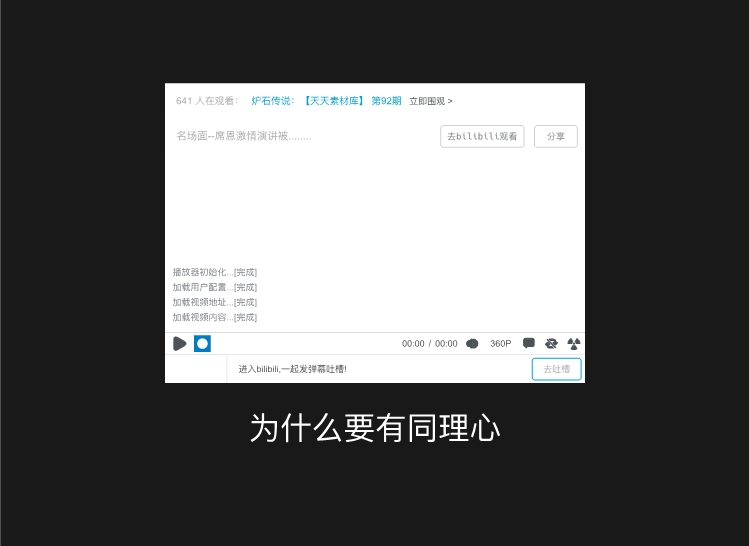 641 人在观看： 炉石传说：【天天素材库】 第92期 立即围观 >
名场面--席恩激情演讲被........ 去bilibili观看 分享
播放器初始化...[完成]
加载用户配置...[完成]
加载视频地址...[完成]
加载视频内容...[完成]
00:00 / 00:00 360P
进入bilibili,一起发弹幕吐槽! 去吐槽
为什么要有同理心